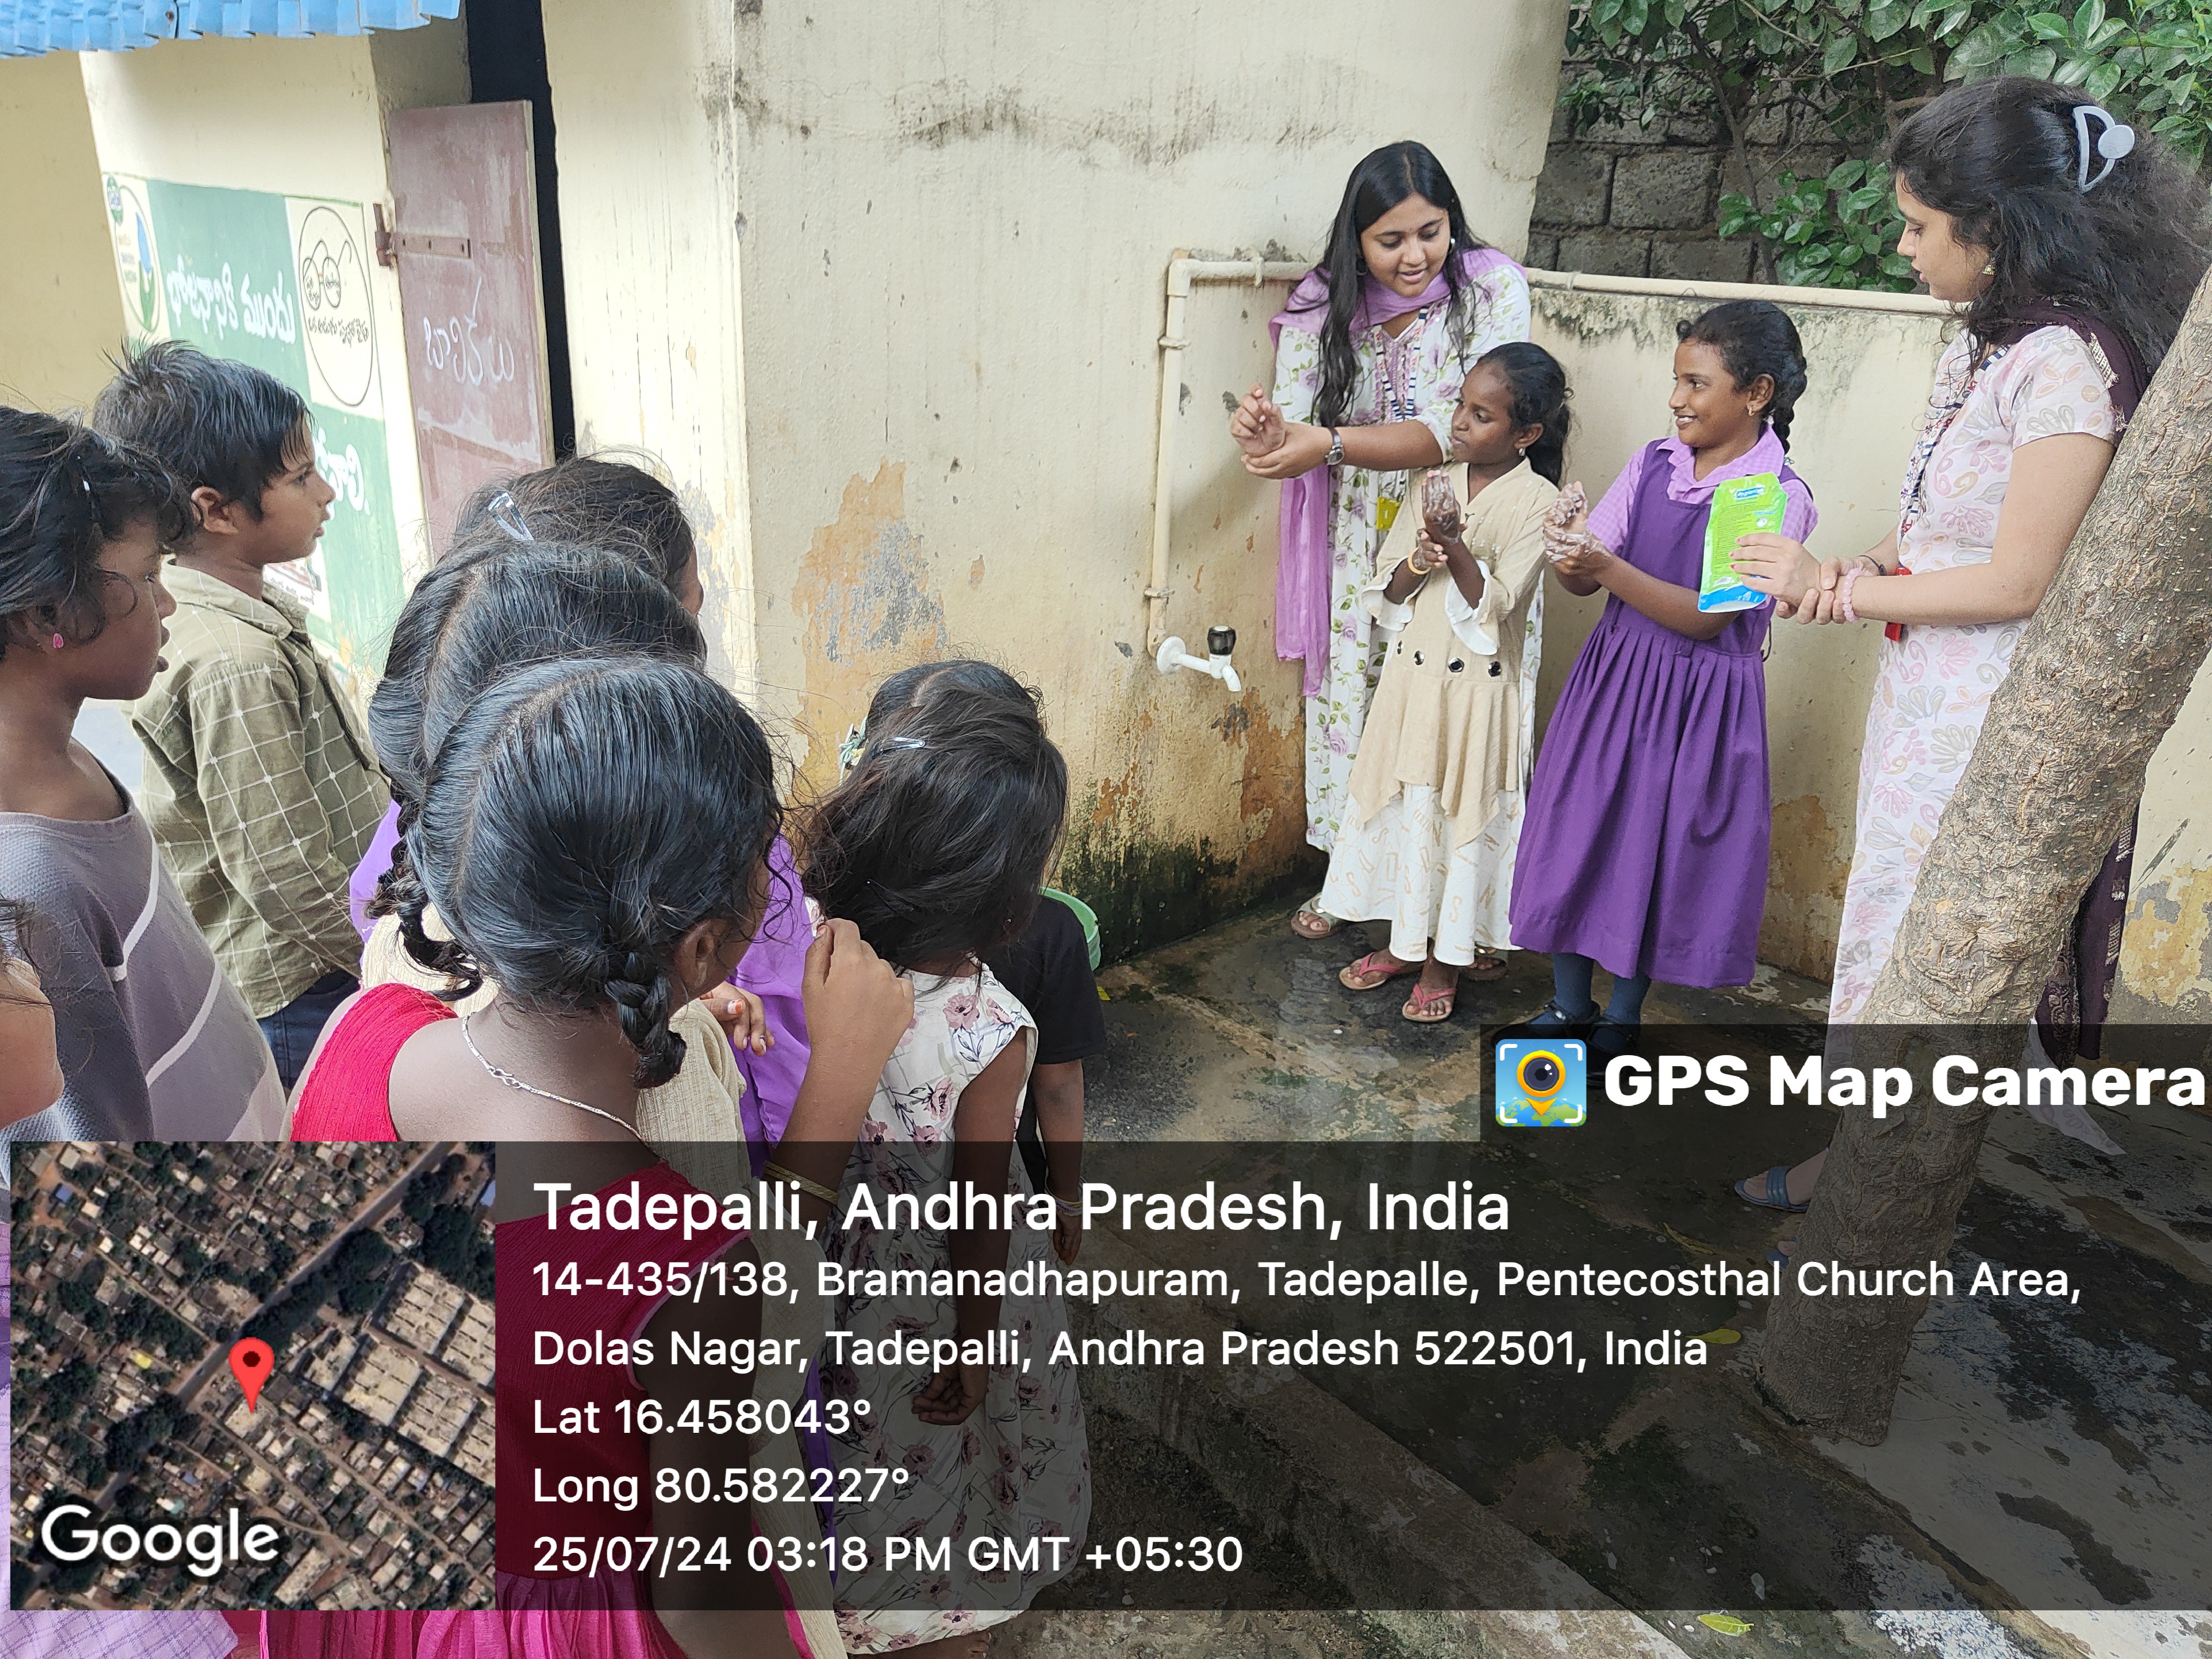 భోజనానికి ముందు
బాలికలు
GPS Map Camera
Tadepalli, Andhra Pradesh, India
14-435/138, Bramanadhapuram, Tadepalle, Pentecosthal Church Area,
Dolas Nagar, Tadepalli, Andhra Pradesh 522501, India
Lat 16.458043°
Long 80.582227°
25/07/24 03:18 PM GMT +05:30
Google